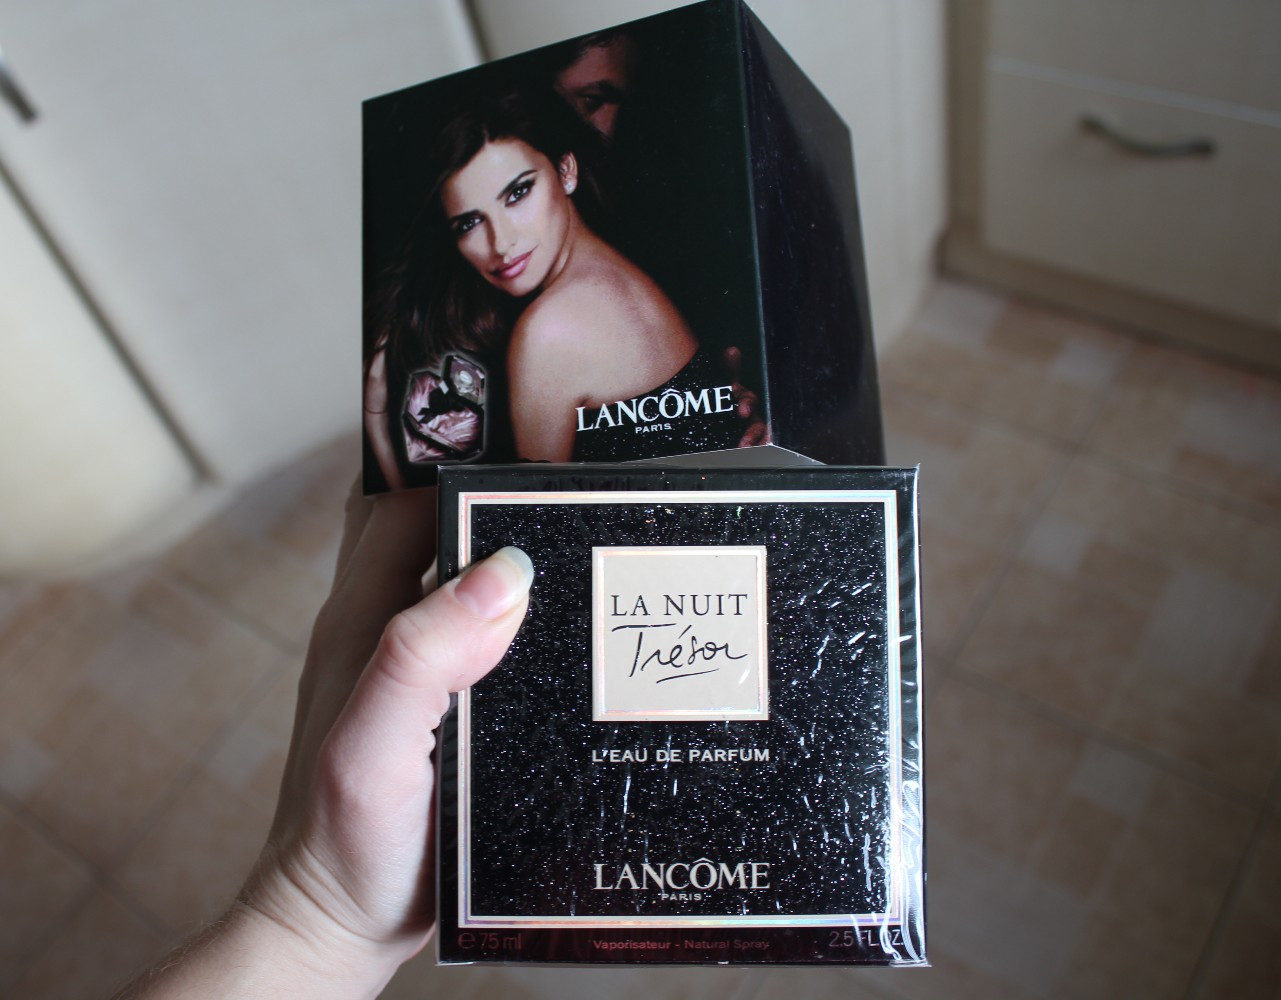 LANCÔME
PARIS
LA NUIT
Trésor
L'EAU DE PARFUM
LANCÔME
PARIS
e 75 ml
Vaporisateur - Natural Spray
2.5 FL.OZ.